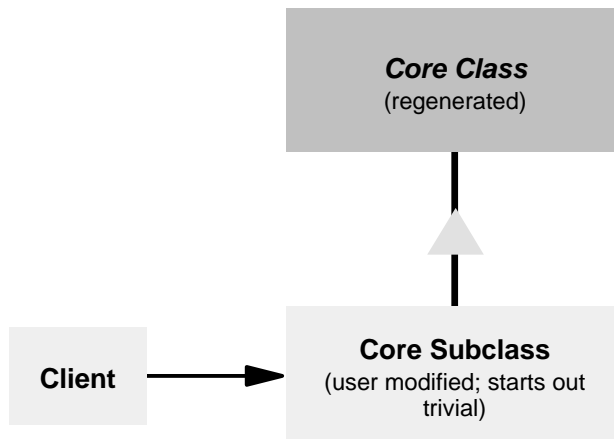 Core Class
(regenerated)
Client
Core Subclass
(user modified; starts out
trivial)